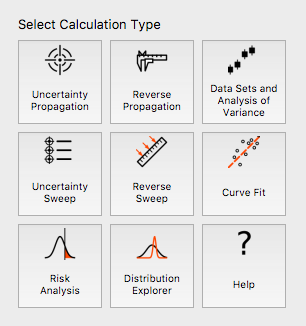 Select Calculation Type
Uncertainty
Propagation
Reverse
Propagation
Data Sets and
Analysis of
Variance
Uncertainty
Sweep
Reverse
Sweep
Curve Fit
Risk
Analysis
Distribution
Explorer
?
Help